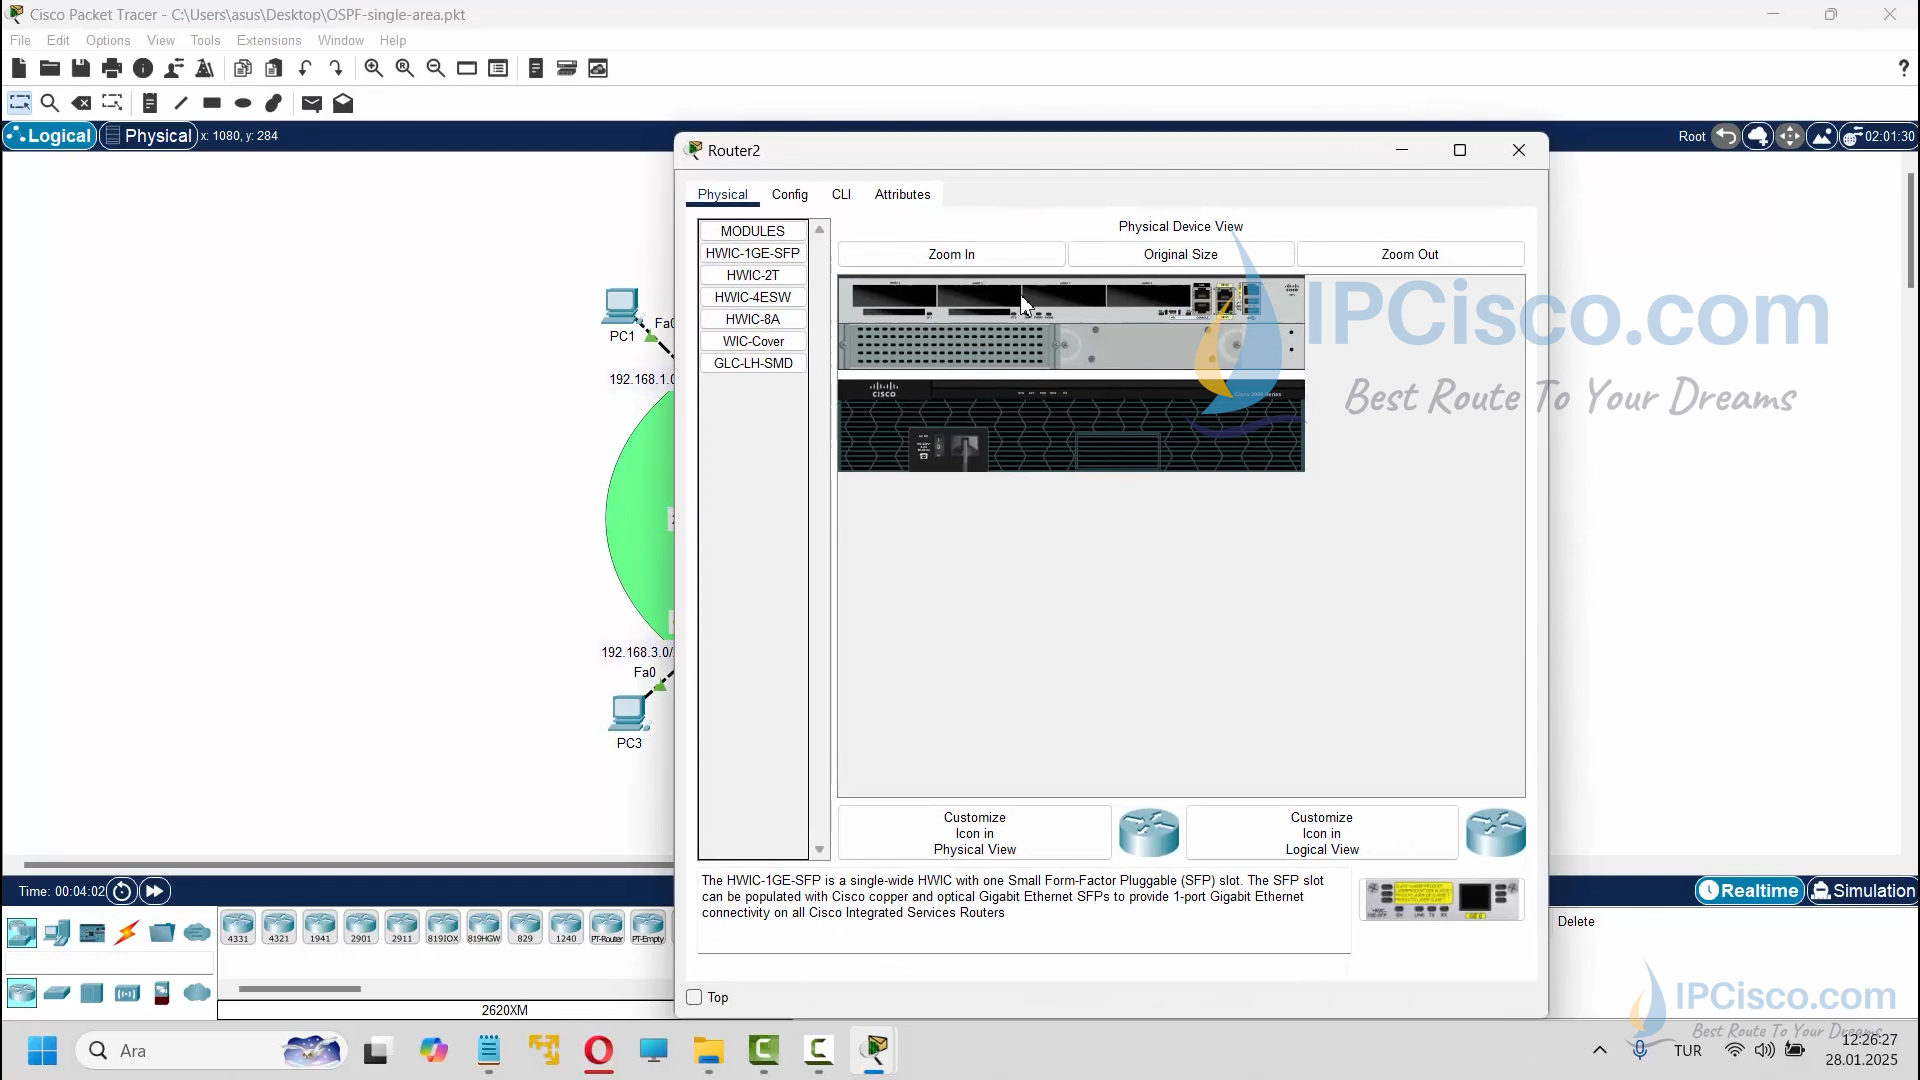 Cisco Packet Tracer - C:\Users\asus\Desktop\OSPF-single-area.pkt
File Edit Options View Tools Extensions Window Help
?
Logical Physical x: 1080, y: 284
Root 02:01:30
Router2
Physical Config CLI Attributes
MODULES
HWIC-1GE-SFP
HWIC-2T
HWIC-4ESW
HWIC-8A
WIC-Cover
GLC-LH-SMD
Physical Device View
Zoom In Original Size Zoom Out
CISCO
IPCisco.com
Best Route To Your Dreams
PC1
Fa0
192.168.1.0
192.168.3.0/
Fa0
PC3
Customize
Icon in
Physical View
Customize
Icon in
Logical View
The HWIC-1GE-SFP is a single-wide HWIC with one Small Form-Factor Pluggable (SFP) slot. The SFP slot
can be populated with Cisco copper and optical Gigabit Ethernet SFPs to provide 1-port Gigabit Ethernet
connectivity on all Cisco Integrated Services Routers
Top
Time: 00:04:02
Realtime Simulation
4331 4321 1941 2901 2911 819IOX 819HGW 829 1240 PT-Router PT-Empty
Delete
2620XM
IPCisco.com
Best Route To Your Dreams
Ara
TUR
12:26:27
28.01.2025